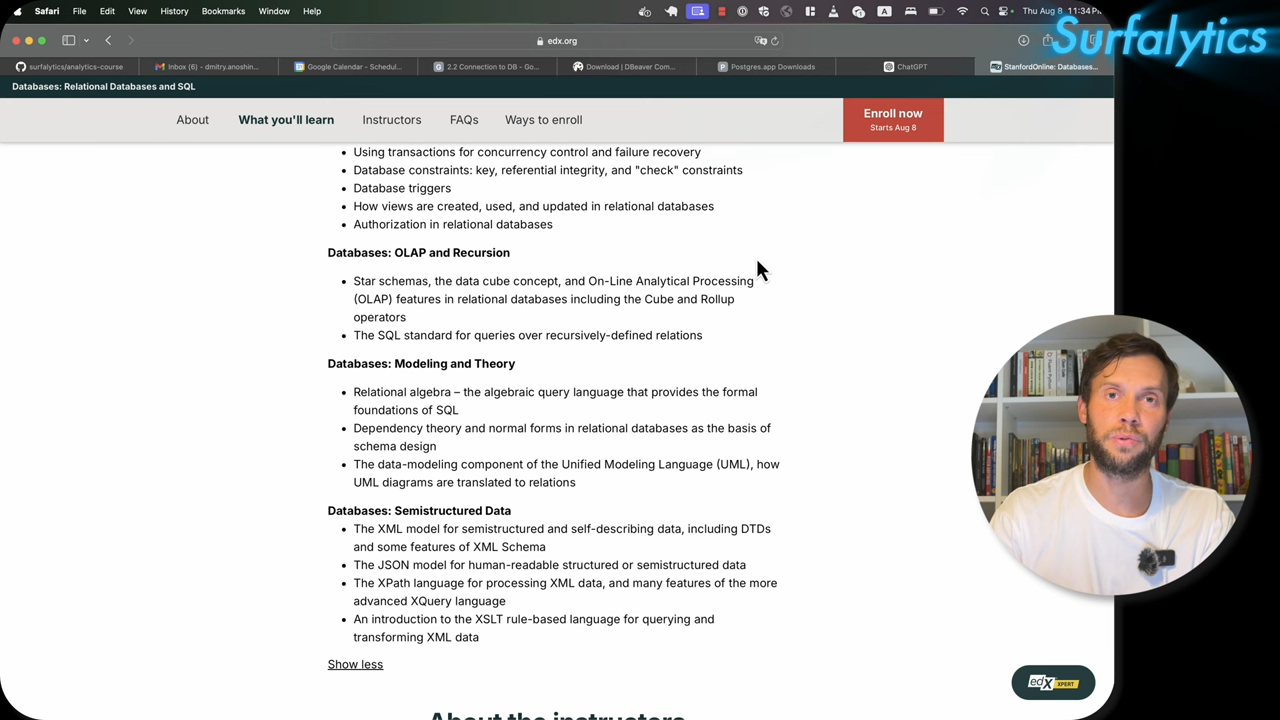 Safari File Edit View History Bookmarks Window Help
A
Thu Aug 8 11:34
Surfalytics
edx.org
surfalytics/analytics-course
Inbox (6) - dmitry.anoshin...
Google Calendar - Schedul...
2.2 Connection to DB - Go...
Download | DBeaver Com...
Postgres.app Downloads
ChatGPT
StanfordOnline: Databases...
Databases: Relational Databases and SQL
About
What you'll learn
Instructors
FAQs
Ways to enroll
Enroll now
Starts Aug 8
• Using transactions for concurrency control and failure recovery
• Database constraints: key, referential integrity, and "check" constraints
• Database triggers
• How views are created, used, and updated in relational databases
• Authorization in relational databases
Databases: OLAP and Recursion
• Star schemas, the data cube concept, and On-Line Analytical Processing
(OLAP) features in relational databases including the Cube and Rollup
operators
• The SQL standard for queries over recursively-defined relations
Databases: Modeling and Theory
• Relational algebra – the algebraic query language that provides the formal
foundations of SQL
• Dependency theory and normal forms in relational databases as the basis of
schema design
• The data-modeling component of the Unified Modeling Language (UML), how
UML diagrams are translated to relations
Databases: Semistructured Data
• The XML model for semistructured and self-describing data, including DTDs
and some features of XML Schema
• The JSON model for human-readable structured or semistructured data
• The XPath language for processing XML data, and many features of the more
advanced XQuery language
• An introduction to the XSLT rule-based language for querying and
transforming XML data
Show less
edX XPERT
About the instructors